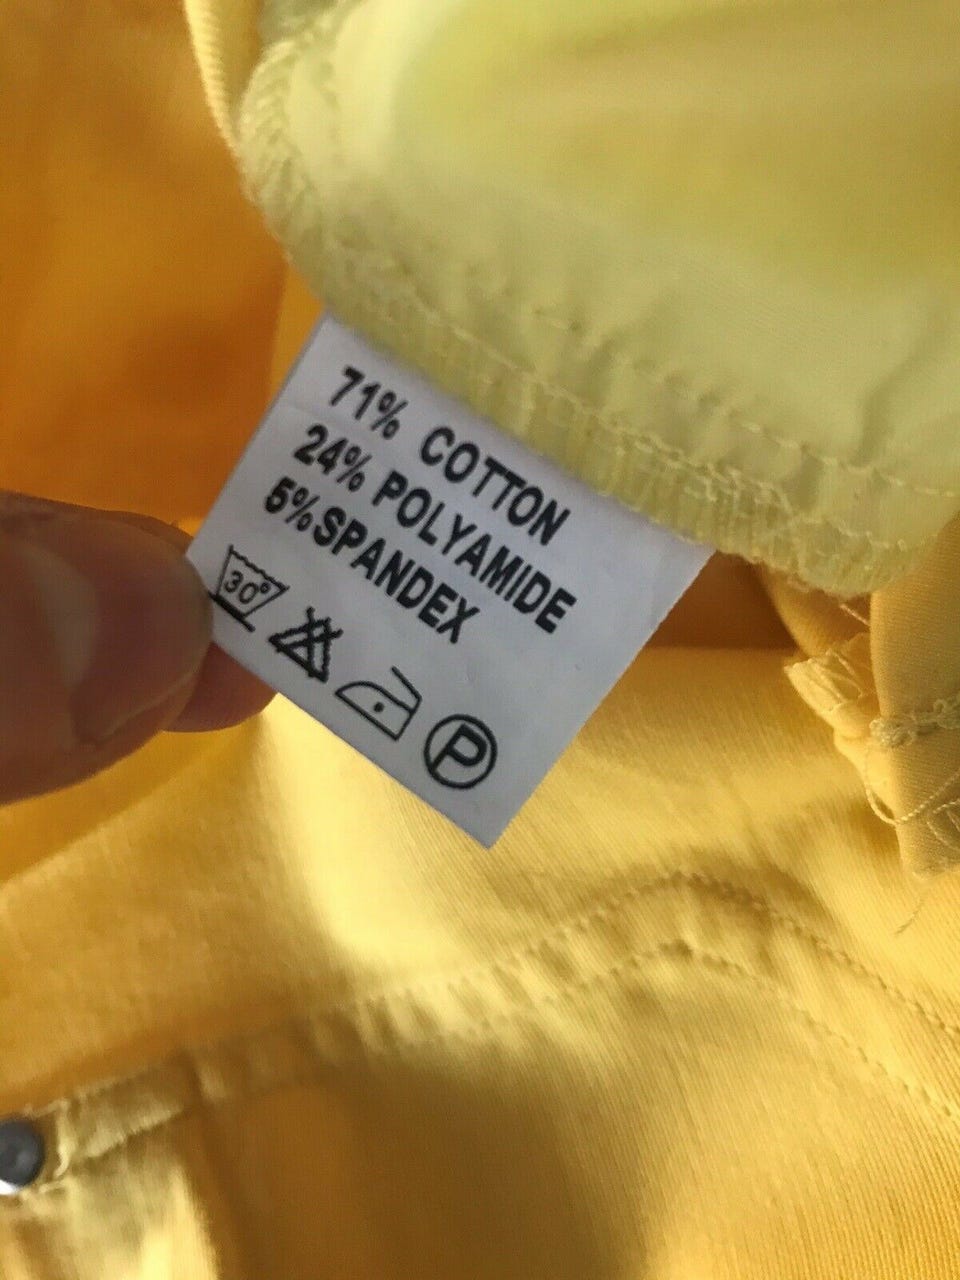 71% COTTON
24% POLYAMIDE
5%SPANDEX
30°
P